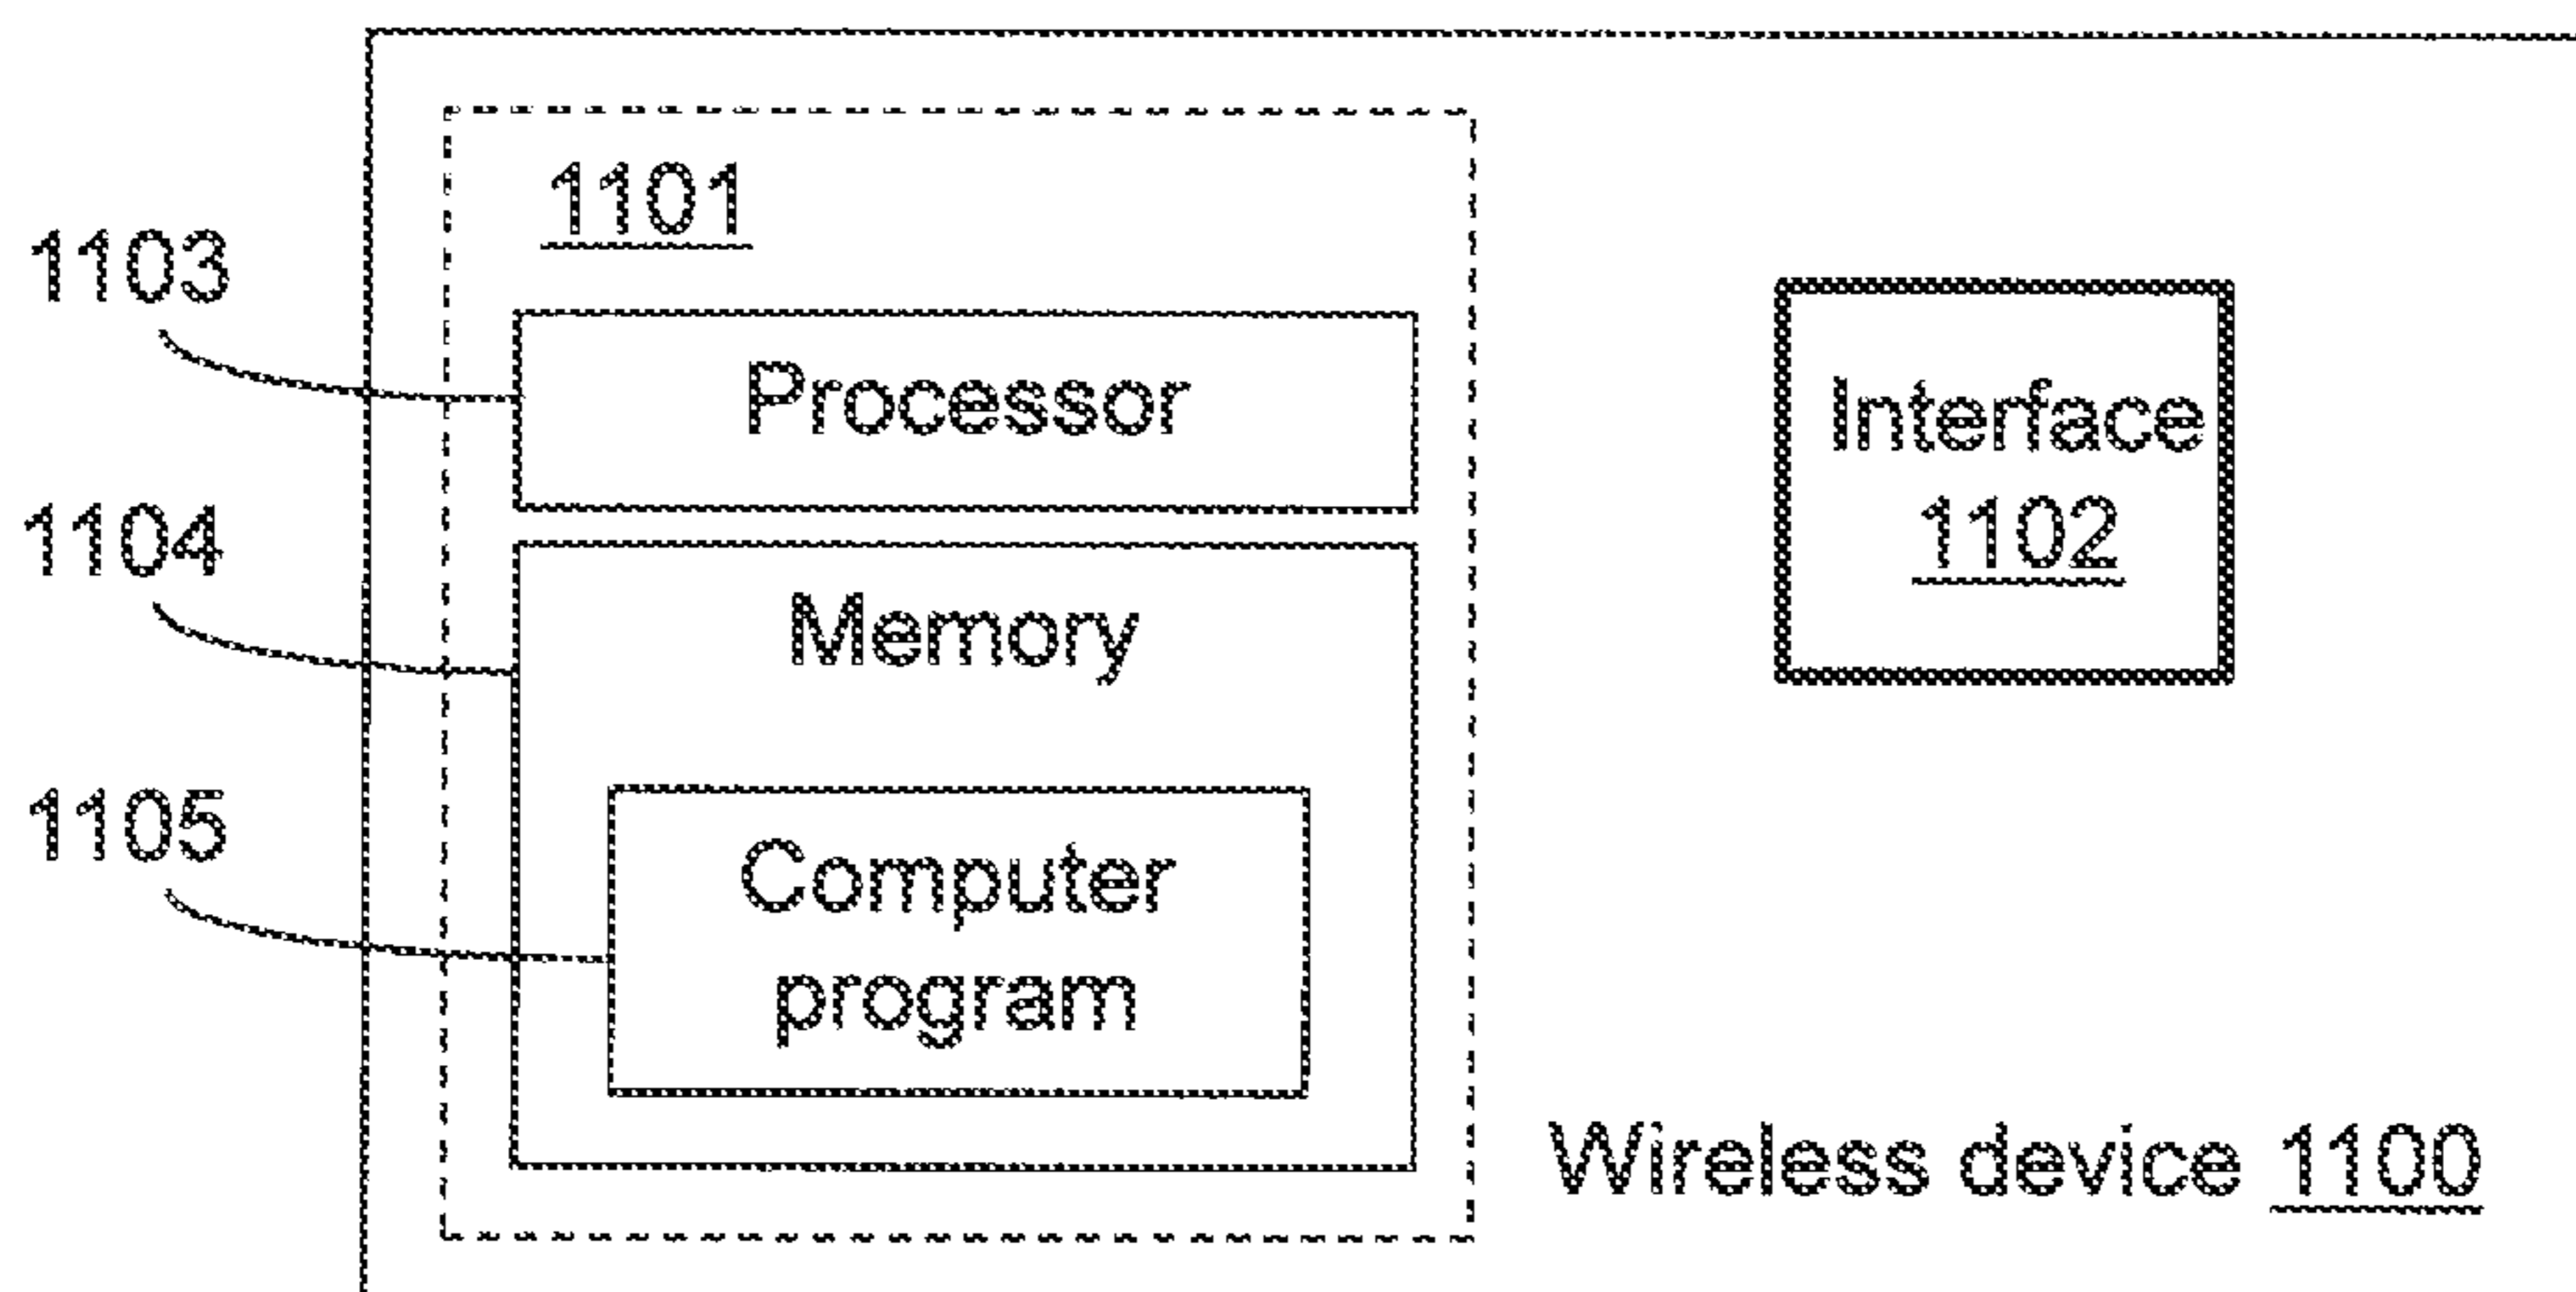 1101
1103
Processor
Interface
1102
1104
Memory
1105
Computer
program
Wireless device 1100